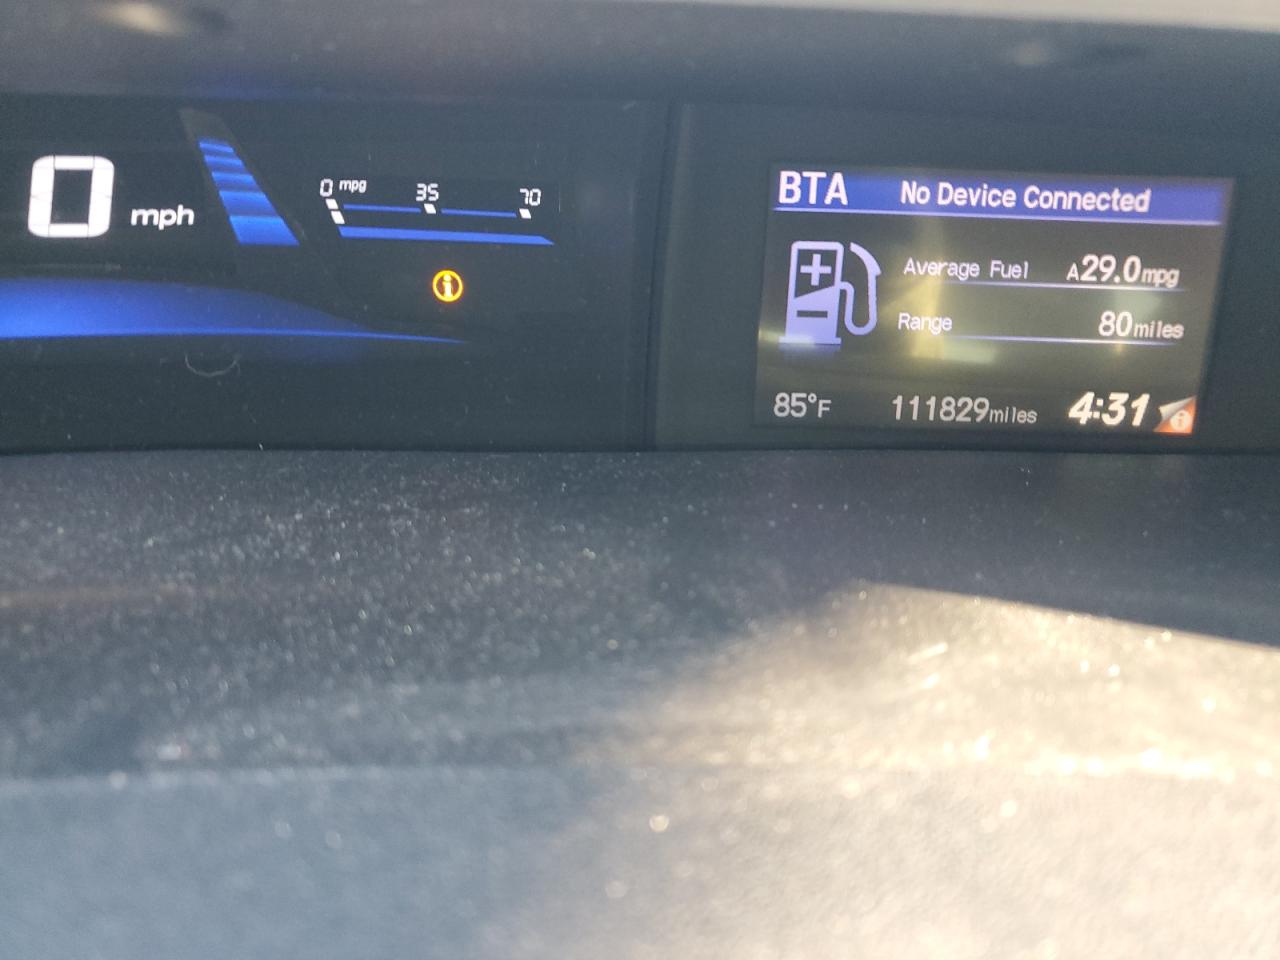 0 mph
0 mpg 35 70
BTA No Device Connected
Average Fuel A29.0mpg
Range 80miles
85°F 111829miles 4:31